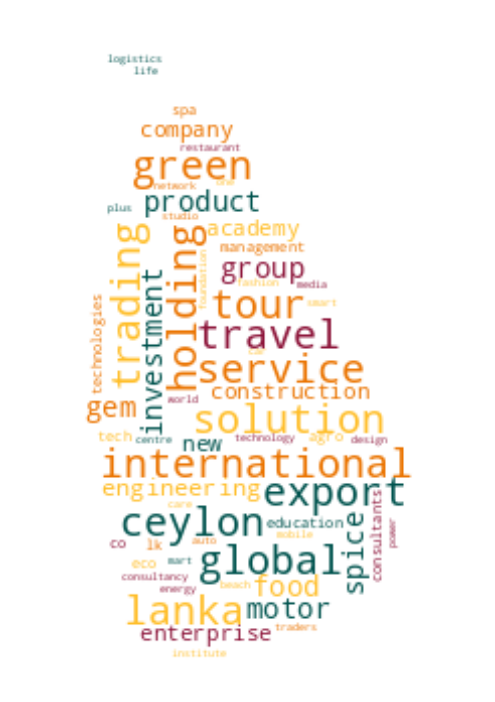 logistics
life
spa
company
restaurant
green
network
one
product
plus
studio
academy
trading
holding
management
foundation
group
investment
fashion
media
technologies
tour
smart
travel
car
service
construction
world
gem
solution
tech
centre
new
technology
agro
design
international
engineering
export
care
ceylon
education
spice
consultants
power
mobile
co
lk
auto
global
eco
mart
consultancy
energy
beach
food
lanka
motor
enterprise
traders
institute